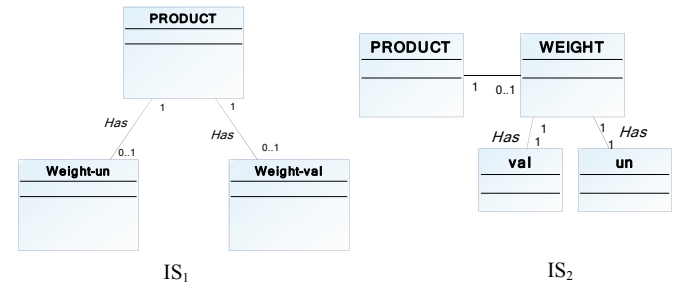 PRODUCT
1
1
Has
Has
0..1
0..1
Weight-un
Weight-val
IS1
PRODUCT
WEIGHT
1
0..1
1
1
Has
Has
1
1
val
un
IS2